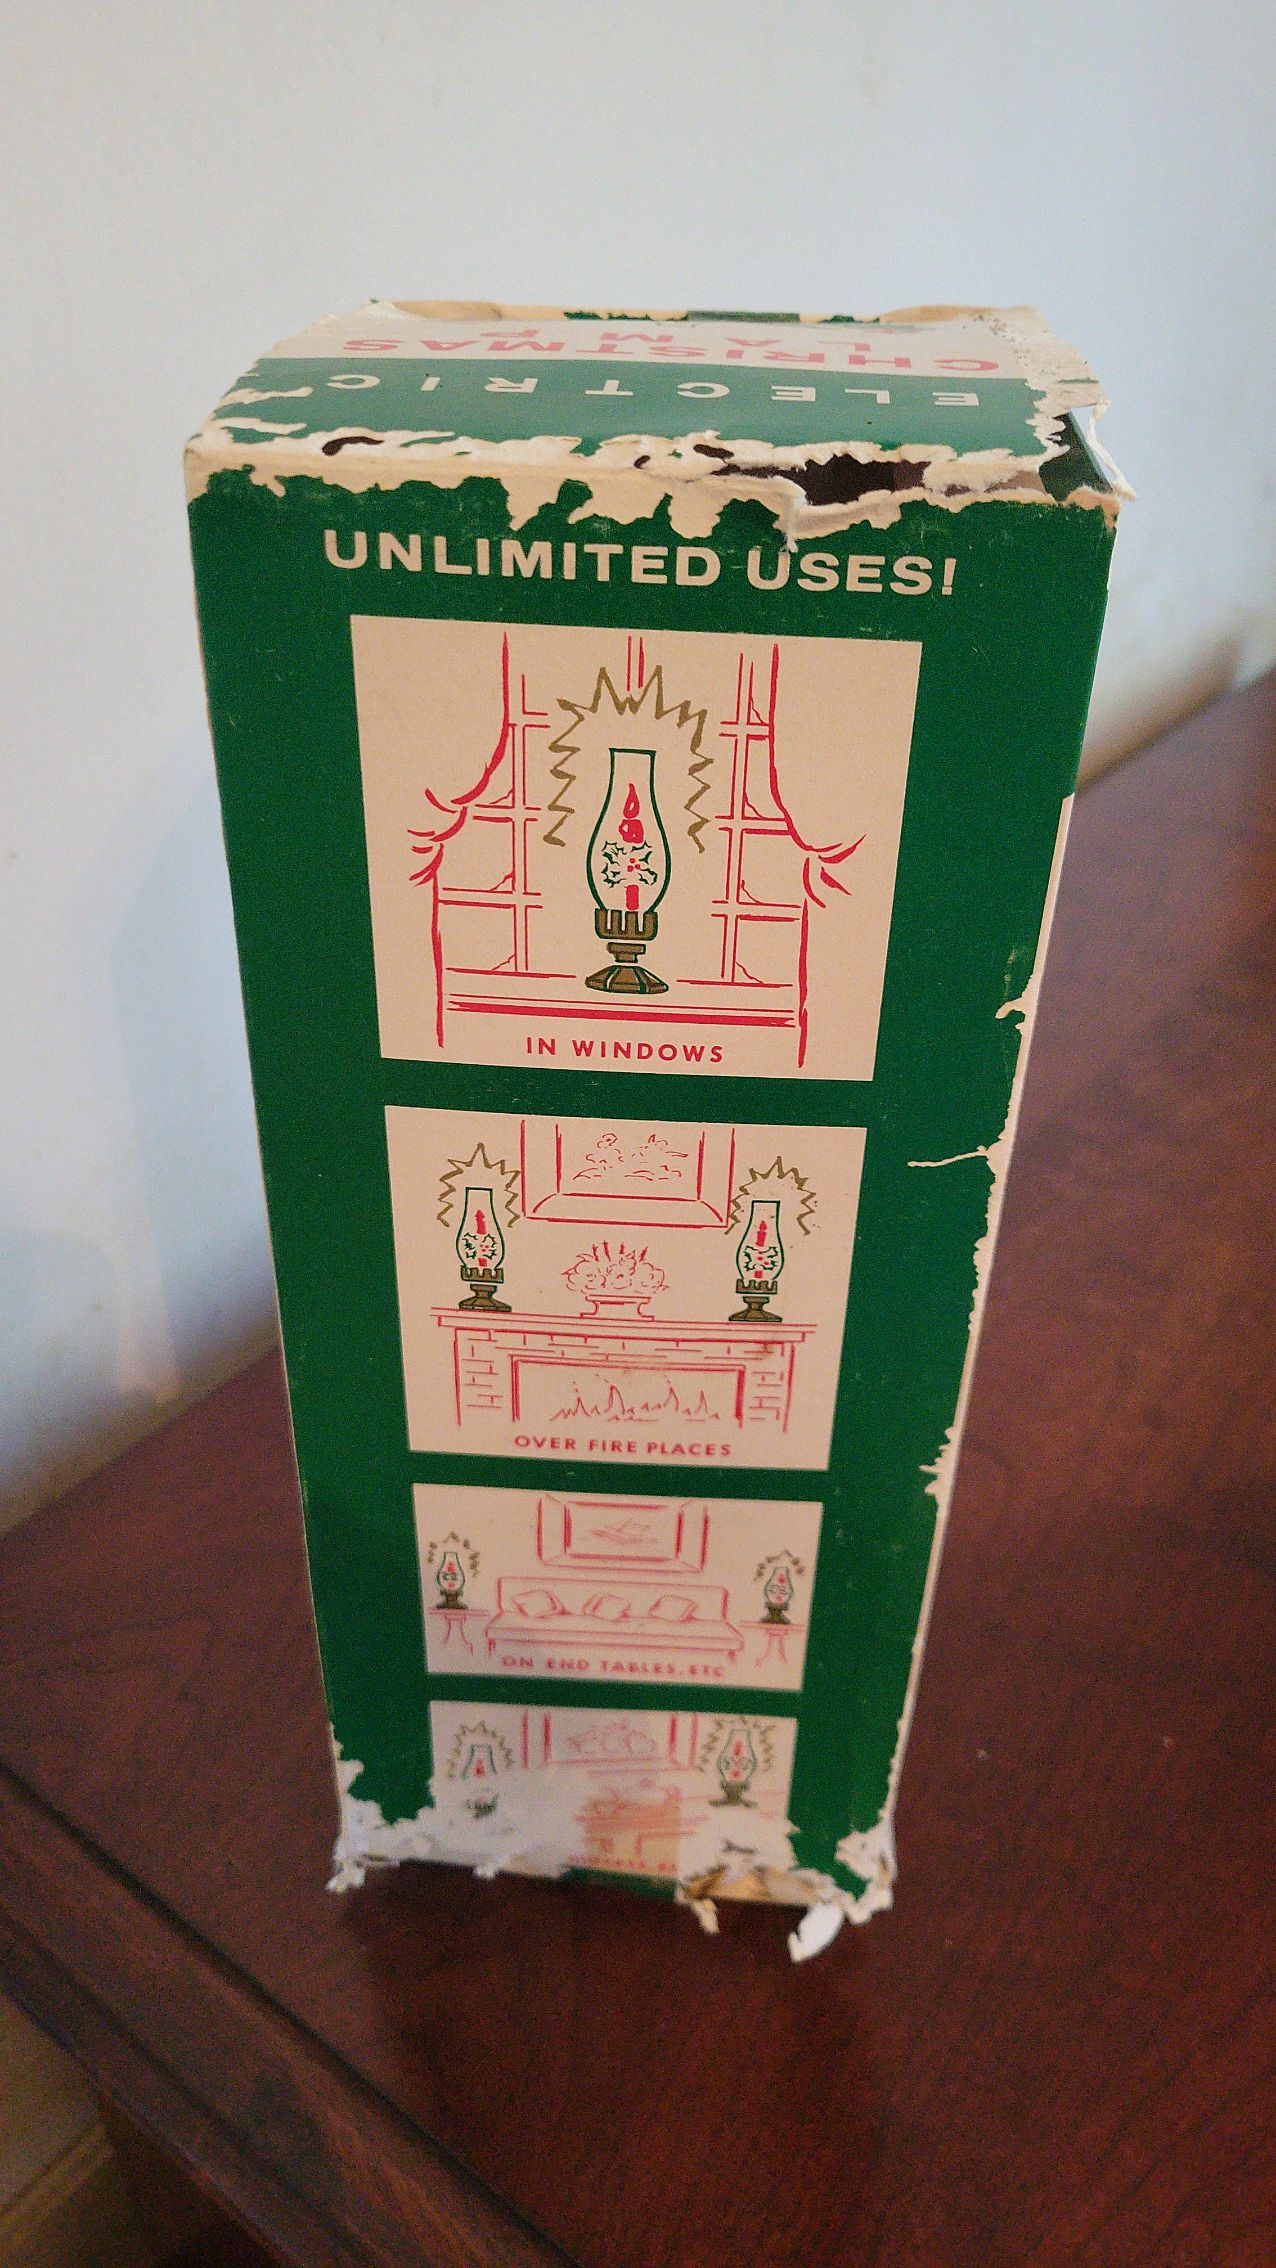 ELECTRIC
CHRISTMAS
LAMP
UNLIMITED USES!
IN WINDOWS
OVER FIRE PLACES
ON END TABLES, ETC